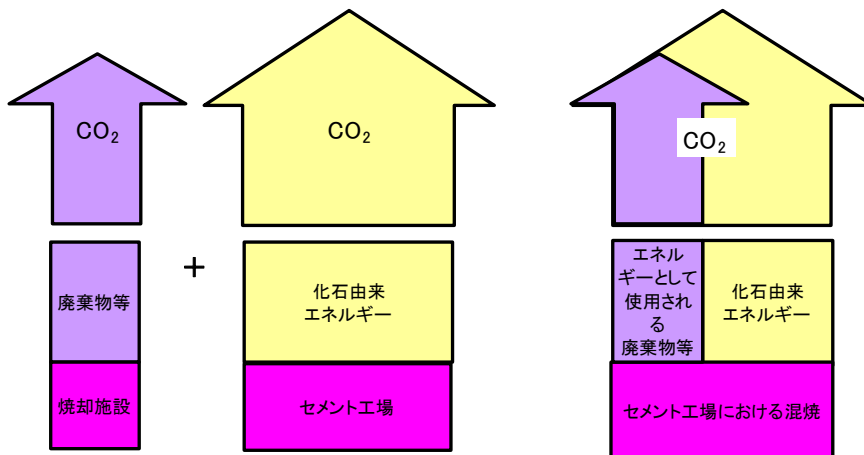 CO₂
CO₂
CO₂
+
廃棄物等
化石由来
エネルギー
エネル
ギーとして
使用され
る
廃棄物等
化石由来
エネルギー
焼却施設
セメント工場
セメント工場における混焼